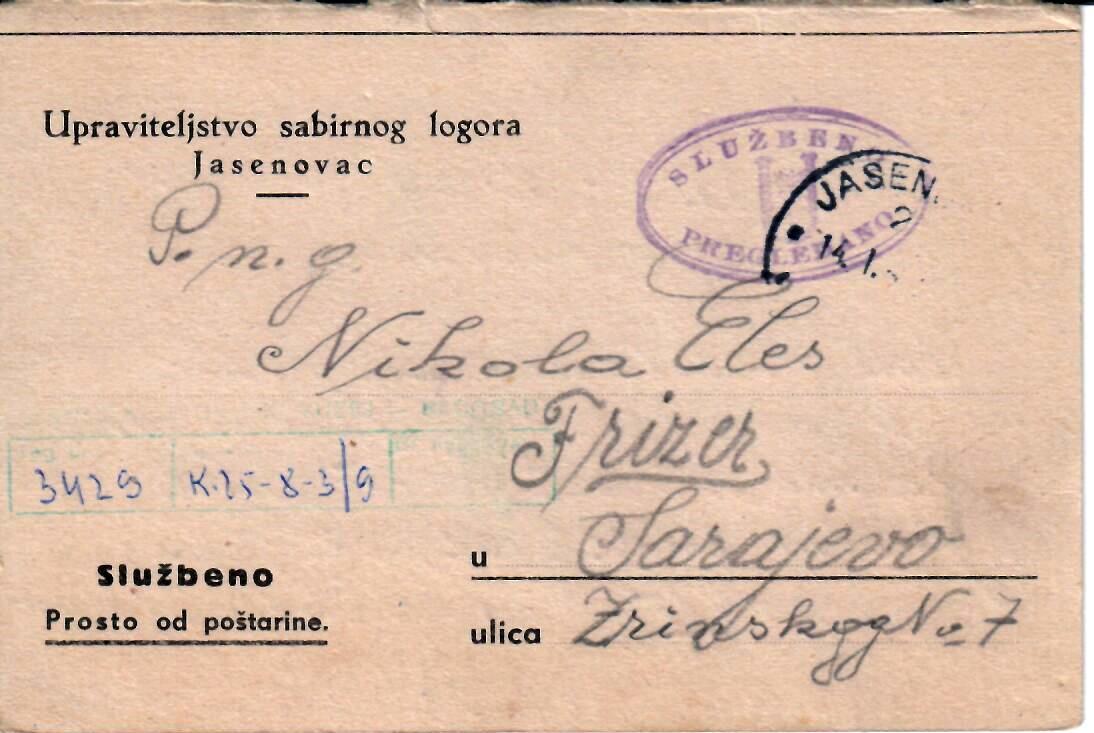 Upraviteljstvo sabirnog logora
Jasenovac
SLUŽBENO
PREGLEDANO
JASEN
14. I.
P. n. g.
Nikola Eles
Frizer
3429 K.25-8-3/9
Sarajevo
u
Službeno
Prosto od poštarine.
ulica Zrinskog No 7